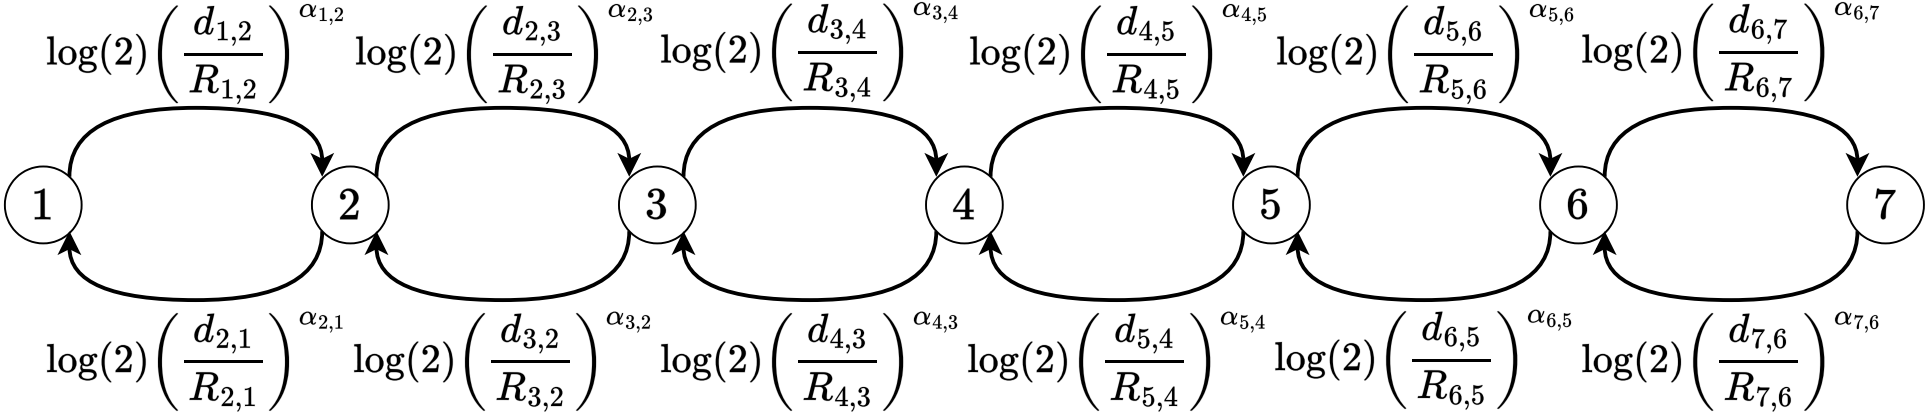 log(2) (d_{1,2}/R_{1,2})^{α_{1,2}} log(2) (d_{2,3}/R_{2,3})^{α_{2,3}} log(2) (d_{3,4}/R_{3,4})^{α_{3,4}} log(2) (d_{4,5}/R_{4,5})^{α_{4,5}} log(2) (d_{5,6}/R_{5,6})^{α_{5,6}} log(2) (d_{6,7}/R_{6,7})^{α_{6,7}}
1 2 3 4 5 6 7
log(2) (d_{2,1}/R_{2,1})^{α_{2,1}} log(2) (d_{3,2}/R_{3,2})^{α_{3,2}} log(2) (d_{4,3}/R_{4,3})^{α_{4,3}} log(2) (d_{5,4}/R_{5,4})^{α_{5,4}} log(2) (d_{6,5}/R_{6,5})^{α_{6,5}} log(2) (d_{7,6}/R_{7,6})^{α_{7,6}}